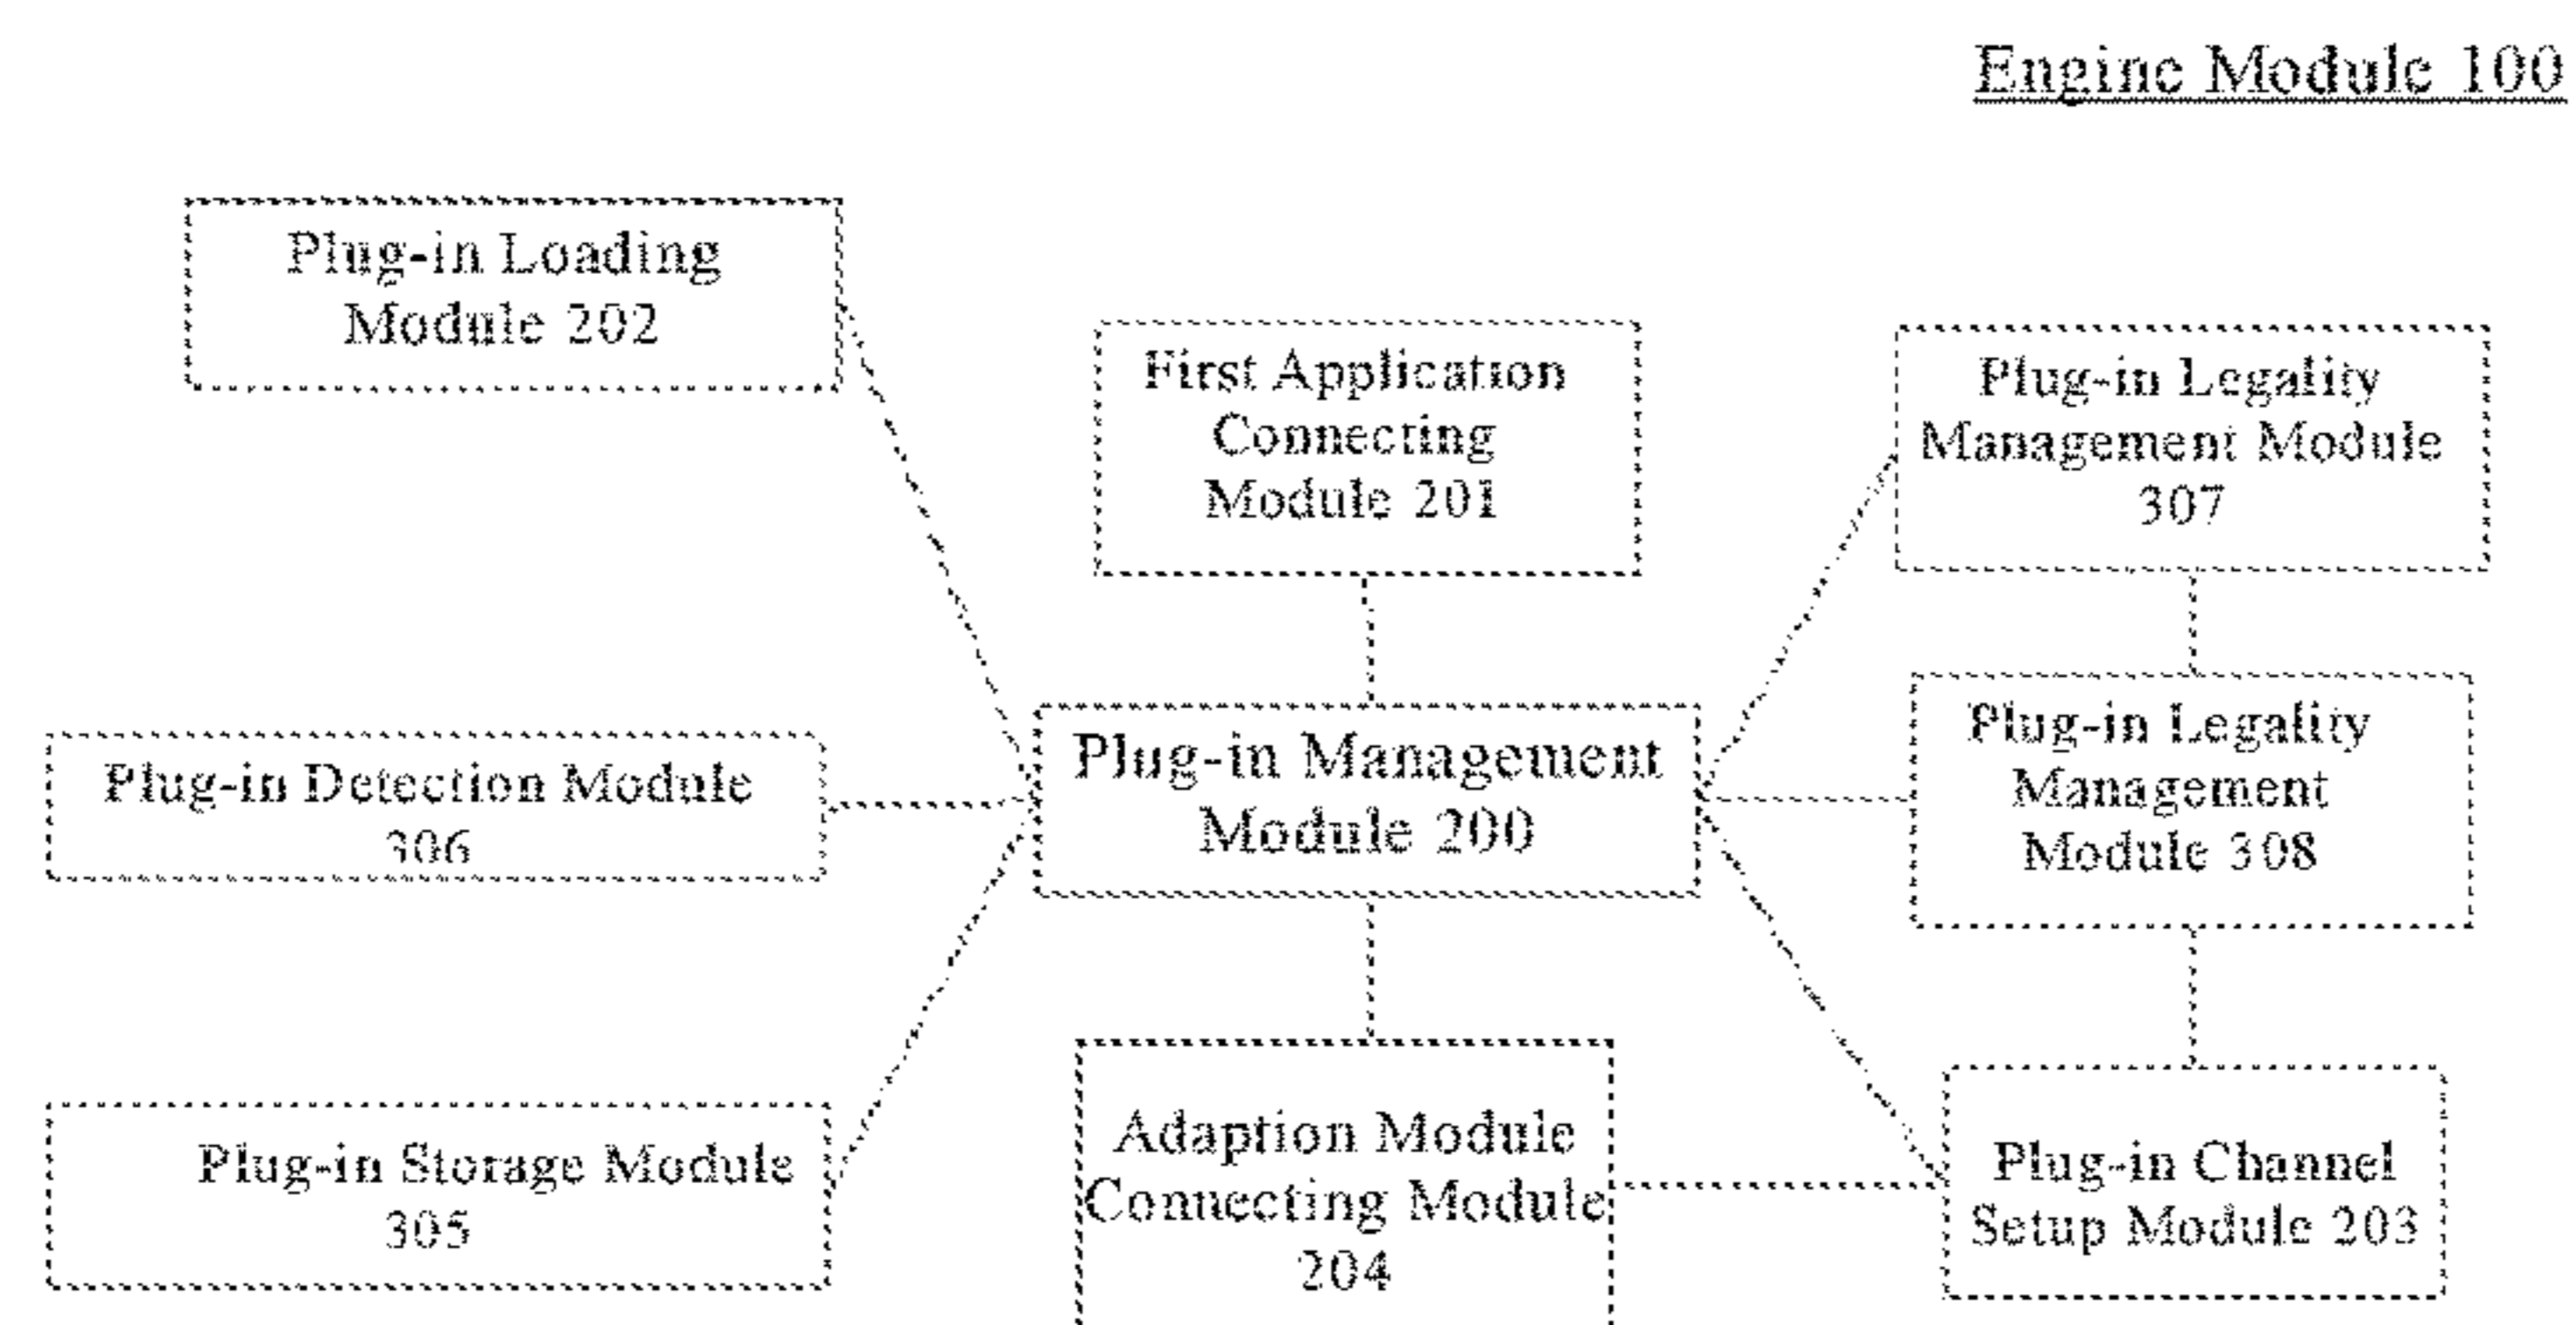 Engine Module 100
Plug-in Loading
Module 202
First Application
Connecting
Module 201
Plug-in Legality
Management Module
307
Plug-in Detection Module
306
Plug-in Management
Module 200
Plug-in Legality
Management
Module 308
Plug-in Storage Module
305
Adaption Module
Connecting Module
204
Plug-in Channel
Setup Module 203